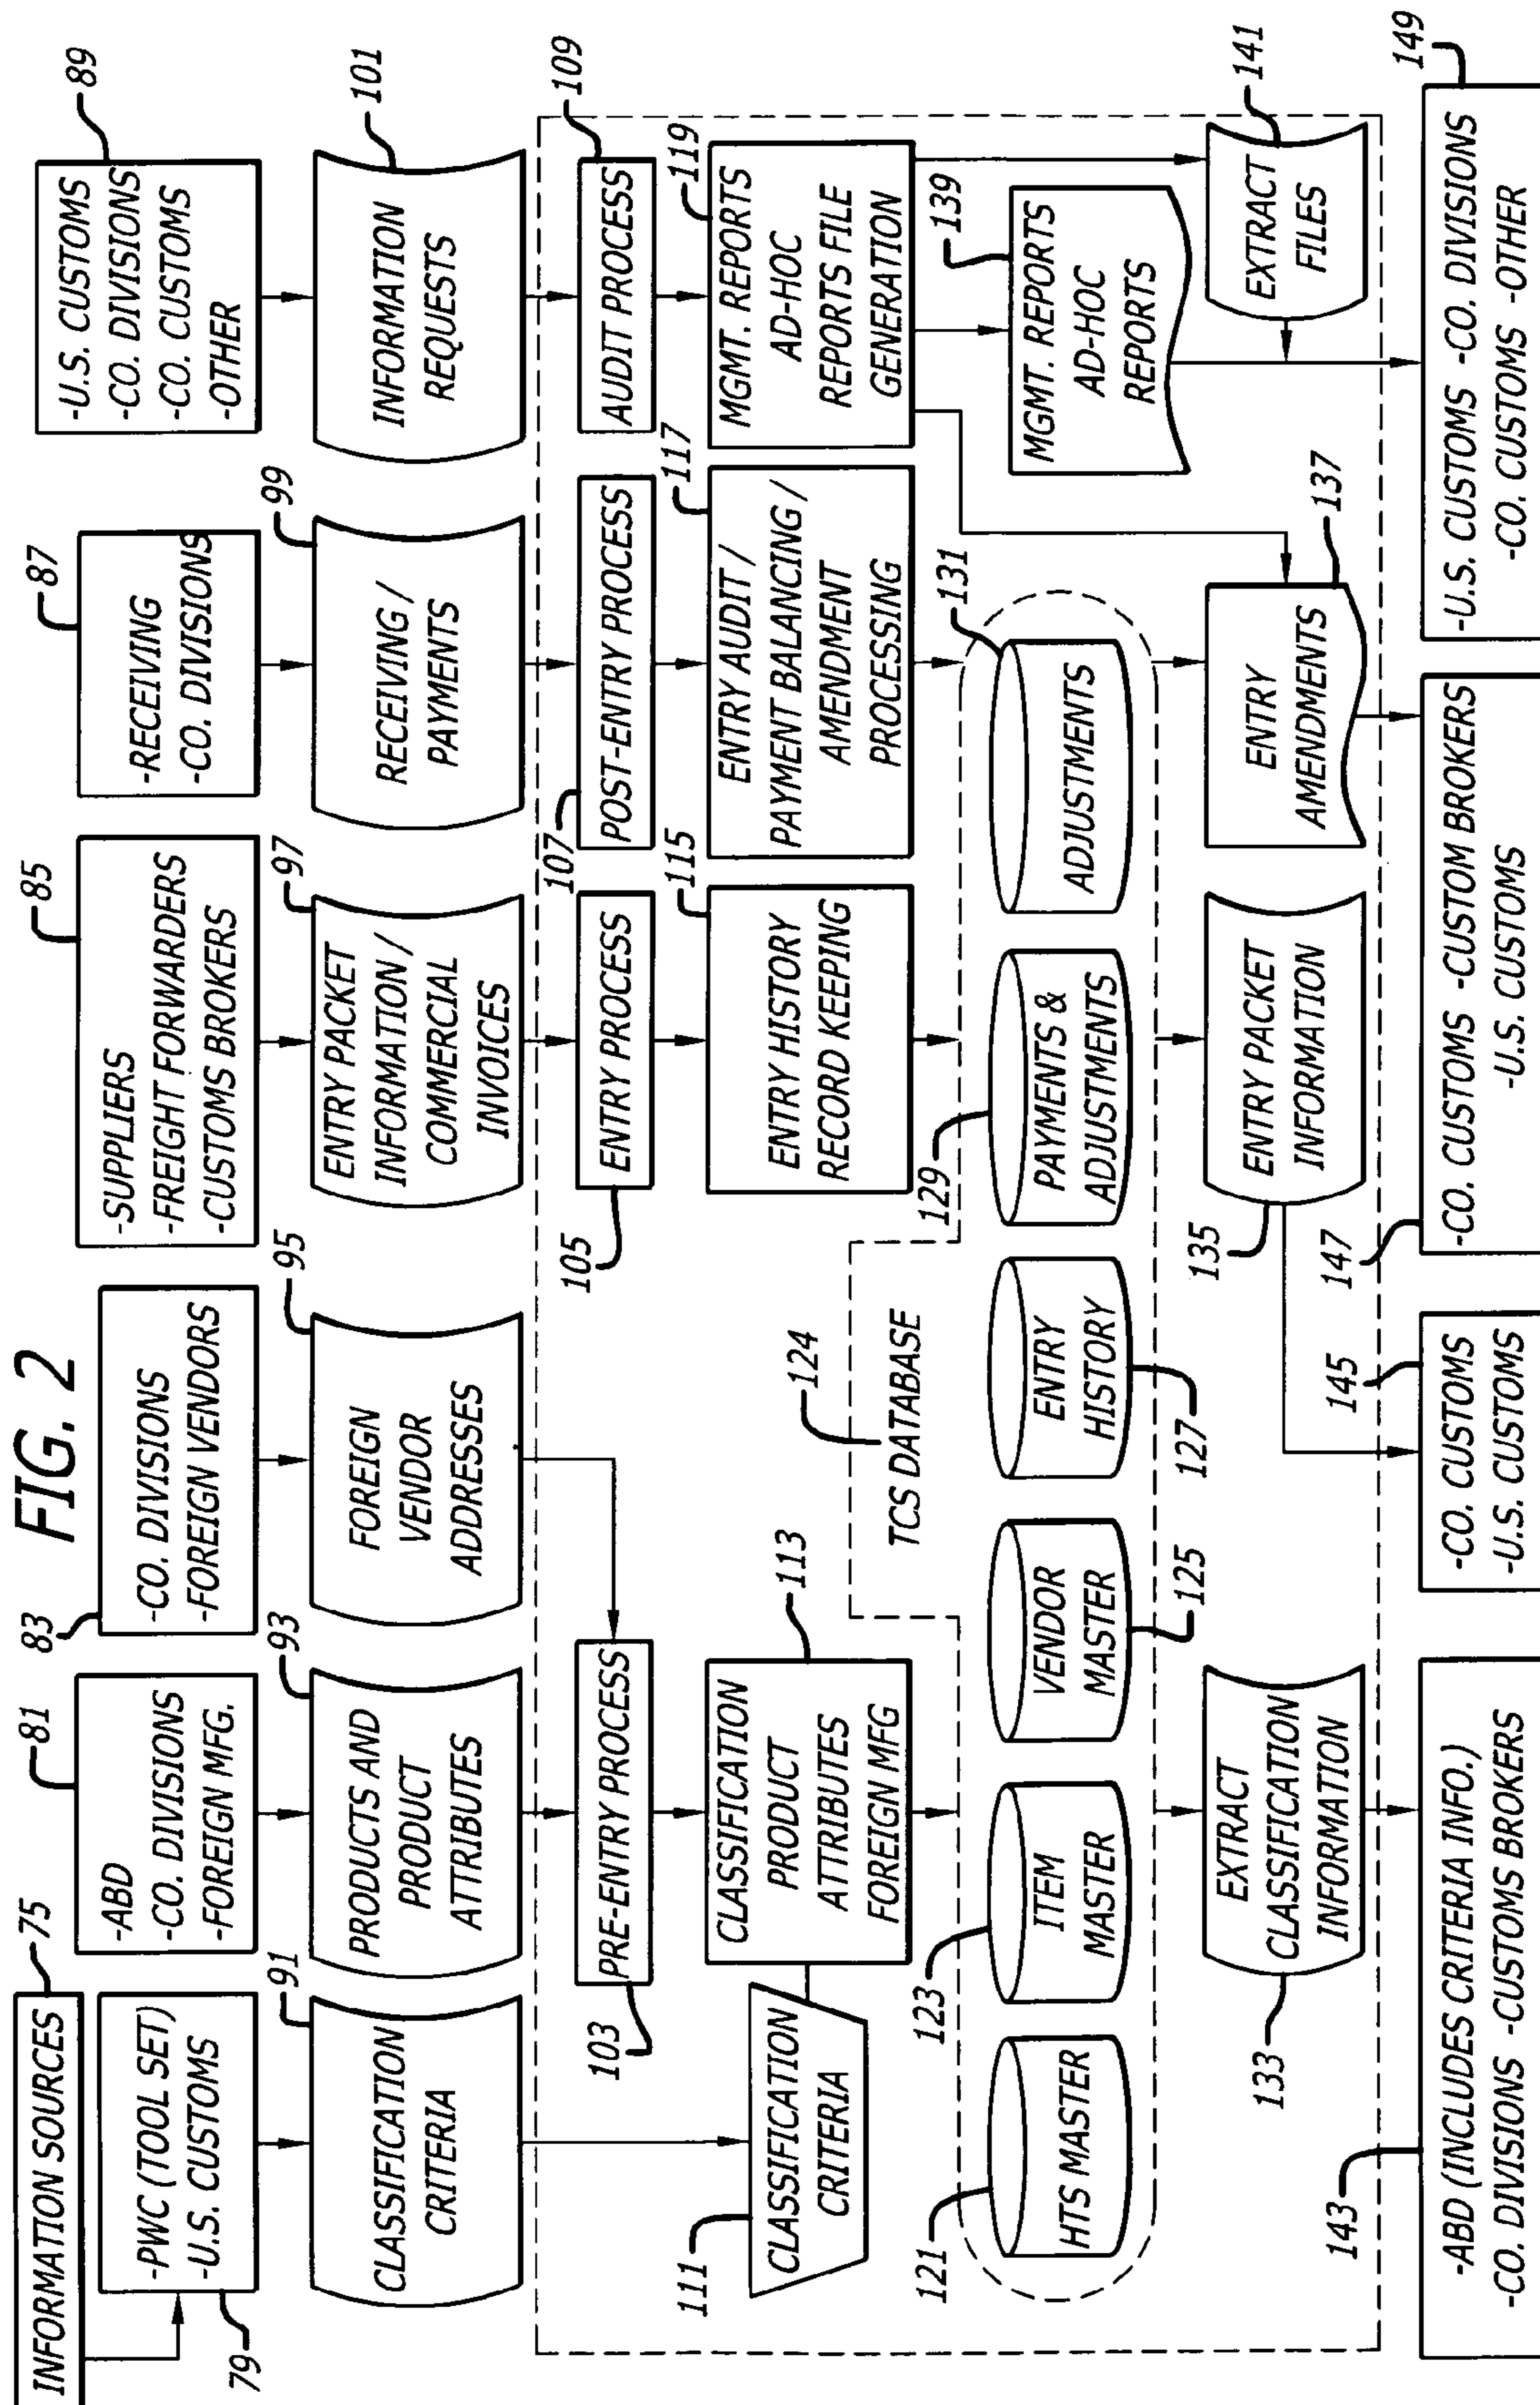 FIG. 2
INFORMATION SOURCES
75
-PWC (TOOL SET)
-U.S. CUSTOMS
79
-ABD
-CO. DIVISIONS
-FOREIGN MFG.
81
-CO. DIVISIONS
-FOREIGN VENDORS
83
-SUPPLIERS
-FREIGHT FORWARDERS
-CUSTOMS BROKERS
85
-RECEIVING
-CO. DIVISIONS
87
-U.S. CUSTOMS
-CO. DIVISIONS
-CO. CUSTOMS
-OTHER
89
CLASSIFICATION
CRITERIA
91
PRODUCTS AND
PRODUCT
ATTRIBUTES
93
FOREIGN
VENDOR
ADDRESSES
95
ENTRY PACKET
INFORMATION /
COMMERCIAL
INVOICES
97
RECEIVING /
PAYMENTS
99
INFORMATION
REQUESTS
101
PRE-ENTRY PROCESS
103
ENTRY PROCESS
105
POST-ENTRY PROCESS
107
AUDIT PROCESS
109
CLASSIFICATION
CRITERIA
111
CLASSIFICATION
PRODUCT
ATTRIBUTES
FOREIGN MFG
113
ENTRY HISTORY
RECORD KEEPING
115
ENTRY AUDIT /
PAYMENT BALANCING /
AMENDMENT
PROCESSING
117
MGMT. REPORTS
AD-HOC
REPORTS FILE
GENERATION
119
TCS DATABASE
124
HTS MASTER
121
ITEM
MASTER
123
VENDOR
MASTER
125
ENTRY
HISTORY
127
PAYMENTS &
ADJUSTMENTS
129
ADJUSTMENTS
131
MGMT. REPORTS
AD-HOC
REPORTS
139
EXTRACT
CLASSIFICATION
INFORMATION
133
ENTRY PACKET
INFORMATION
135
ENTRY
AMENDMENTS
137
EXTRACT
FILES
141
-ABD (INCLUDES CRITERIA INFO.)
-CO. DIVISIONS -CUSTOMS BROKERS
143
-CO. CUSTOMS
-U.S. CUSTOMS
145
-CO. CUSTOMS -CUSTOM BROKERS
-U.S. CUSTOMS
147
-U.S. CUSTOMS -CO. DIVISIONS
-CO. CUSTOMS -OTHER
149